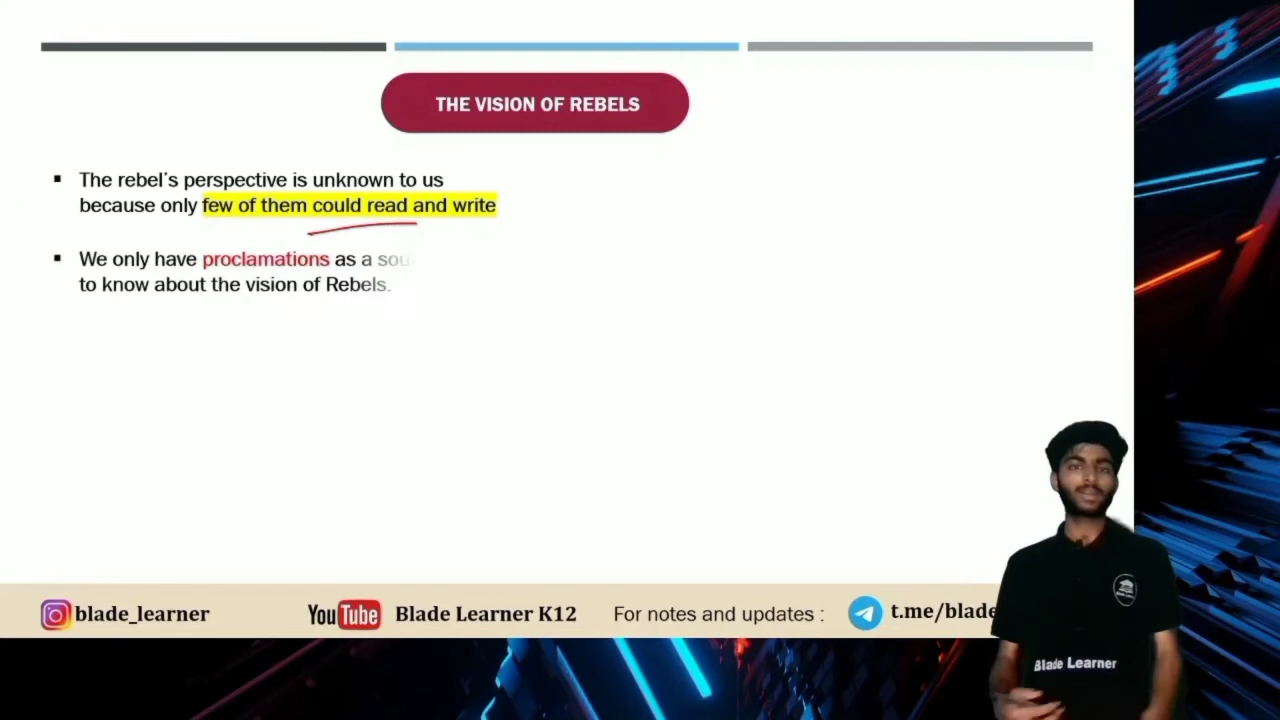 THE VISION OF REBELS
▪ The rebel's perspective is unknown to us
because only few of them could read and write
▪ We only have proclamations as a sou
to know about the vision of Rebels.
blade_learner
YouTube Blade Learner K12
For notes and updates :
t.me/blade
Blade Learner